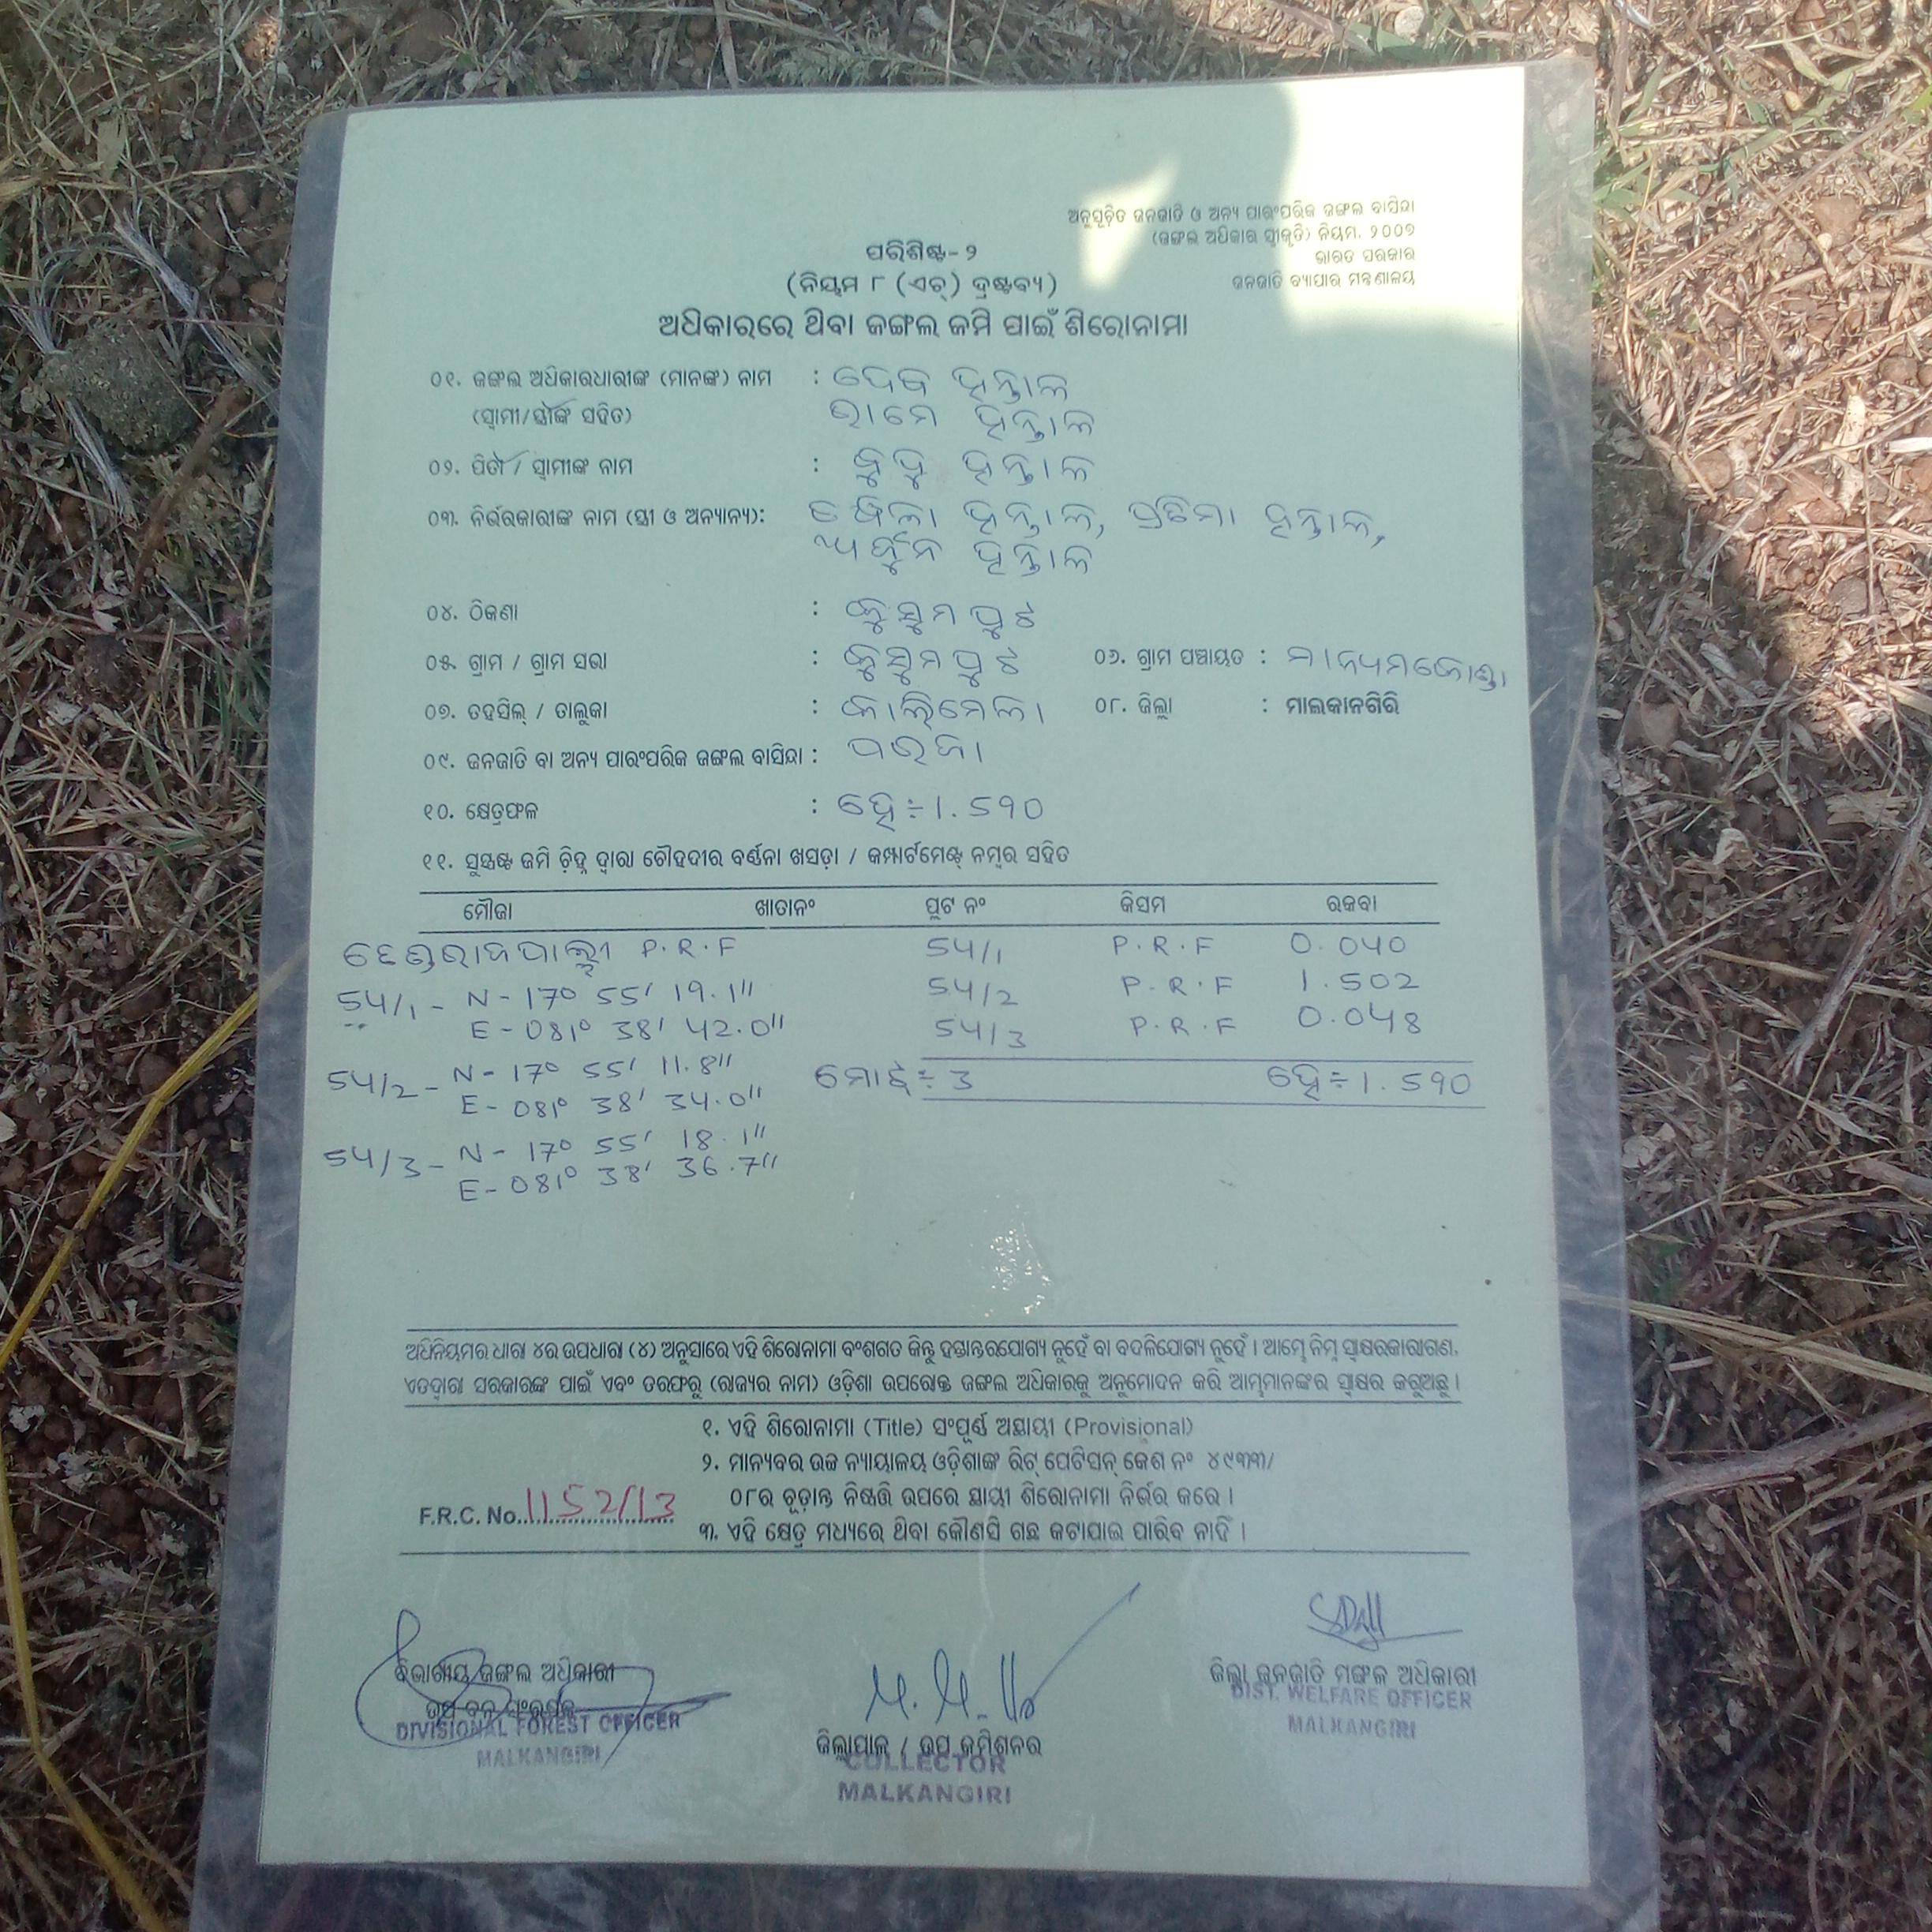 ଅନୁସୂଚିତ ଜନଜାତି ଓ ଅନ୍ୟ ପାରଂପରିକ ଜଙ୍ଗଲ ବାସିନ୍ଦା
(ଜଙ୍ଗଲ ଅଧିକାର ସ୍ୱୀକୃତି) ନିୟମ. ୨୦୦୭
ଭାରତ ସରକାର
ଜନଜାତି ବ୍ୟାପାର ମନ୍ତ୍ରଣାଳୟ
ପରିଶିଷ୍ଟ-୨
(ନିୟମ ୮ (ଏଚ୍) ଦ୍ରଷ୍ଟବ୍ୟ)
ଅଧିକାରରେ ଥିବା ଜଙ୍ଗଲ ଜମି ପାଇଁ ଶିରୋନାମା
୦୧. ଜଙ୍ଗଲ ଅଧିକାରଧାରୀଙ୍କ (ମାନଙ୍କ) ନାମ : ଦେବ ହନ୍ତାଳ
(ସ୍ୱାମୀ/ସ୍ତ୍ରୀଙ୍କ ସହିତ) ରାମେ ହନ୍ତାଳ
୦୨. ପିତା / ସ୍ୱାମୀଙ୍କ ନାମ : ବୁଦୁ ହନ୍ତାଳ
୦୩. ନିର୍ଭରକାରୀଙ୍କ ନାମ (ସ୍ତ୍ରୀ ଓ ଅନ୍ୟାନ୍ୟ): ହନ୍ତାଳ, ପ୍ରତିମା ହନ୍ତାଳ,
ଅର୍ଜୁନ ହନ୍ତାଳ
୦୪. ଠିକଣା : କୁସୁମପୁଟ
୦୫. ଗ୍ରାମ / ଗ୍ରାମ ସଭା : କୁସୁମପୁଟ ୦୬. ଗ୍ରାମ ପଞ୍ଚାୟତ : ମାନ୍ୟମକୋଣ୍ଡା
୦୭. ତହସିଲ୍ / ତାଲୁକା : କାଲିମେଳା ୦୮. ଜିଲ୍ଲା : ମାଲକାନଗିରି
୦୯. ଜନଜାତି ବା ଅନ୍ୟ ପାରଂପରିକ ଜଙ୍ଗଲ ବାସିନ୍ଦା : ପରଜା
୧୦. କ୍ଷେତ୍ରଫଳ : ହେ÷1.590
୧୧. ସୁସ୍ପଷ୍ଟ ଜମି ଚିହ୍ନ ଦ୍ୱାରା ଚୌହଦୀର ବର୍ଣ୍ଣନା ଖସଡ଼ା / କମ୍ପାର୍ଟମେଣ୍ଟ୍ ନମ୍ବର ସହିତ
ମୌଜା ଖାତାନଂ ପ୍ଲଟ ନଂ କିସମ ରକବା
P.R.F 54/1 P.R.F 0.040
54/1 - N - 17° 55' 19.1" 54/2 P.R.F 1.502
E - 081° 38' 42.0" 54/3 P.R.F 0.048
54/2 - N - 17° 55' 11.8" ମୋଟ÷ 3 ହେ÷1.590
E - 081° 38' 34.0"
54/3 - N - 17° 55' 18.1"
E - 081° 38' 36.7"
ଅଧିନିୟମର ଧାରା ୪ର ଉପଧାରା (୪) ଅନୁସାରେ ଏହି ଶିରୋନାମା ବଂଶଗତ କିନ୍ତୁ ହସ୍ତାନ୍ତରଯୋଗ୍ୟ ନୁହେଁ ବା ବଦଳିଯୋଗ୍ୟ ନୁହେଁ । ଆମ୍ଭେ ନିମ୍ନ ସ୍ୱାକ୍ଷରକାରୀଗଣ,
ଏତଦ୍ୱାରା ସରକାରଙ୍କ ପାଇଁ ଏବଂ ତରଫରୁ (ରାଜ୍ୟର ନାମ) ଓଡ଼ିଶା ଉପରୋକ୍ତ ଜଙ୍ଗଲ ଅଧିକାରକୁ ଅନୁମୋଦନ କରି ଆମ୍ଭମାନଙ୍କର ସ୍ୱାକ୍ଷର କରୁଅଛୁ ।
୧. ଏହି ଶିରୋନାମା (Title) ସଂପୂର୍ଣ୍ଣ ଅସ୍ଥାୟୀ (Provisional)
୨. ମାନ୍ୟବର ଉଚ୍ଚ ନ୍ୟାୟାଳୟ ଓଡ଼ିଶାଙ୍କ ରିଟ୍ ପେଟିସନ୍ କେଶ ନଂ ୪୯୩୩/
୦୮ର ଚୂଡ଼ାନ୍ତ ନିଷ୍ପତ୍ତି ଉପରେ ସ୍ଥାୟୀ ଶିରୋନାମା ନିର୍ଭର କରେ ।
F.R.C. No. 1152/13
୩. ଏହି କ୍ଷେତ୍ର ମଧ୍ୟରେ ଥିବା କୌଣସି ଗଛ କଟାଯାଇ ପାରିବ ନାହିଁ ।
ବିଭାଗୀୟ ଜଙ୍ଗଲ ଅଧିକାରୀ
ଉପ ବନ ସଂରକ୍ଷକ
DIVISIONAL FOREST OFFICER
MALKANGIRI
ଜିଲ୍ଲାପାଳ / ଉପ କମିଶନର
COLLECTOR
MALKANGIRI
ଜିଲ୍ଲା ଜନଜାତି ମଙ୍ଗଳ ଅଧିକାରୀ
DIST. WELFARE OFFICER
MALKANGIRI